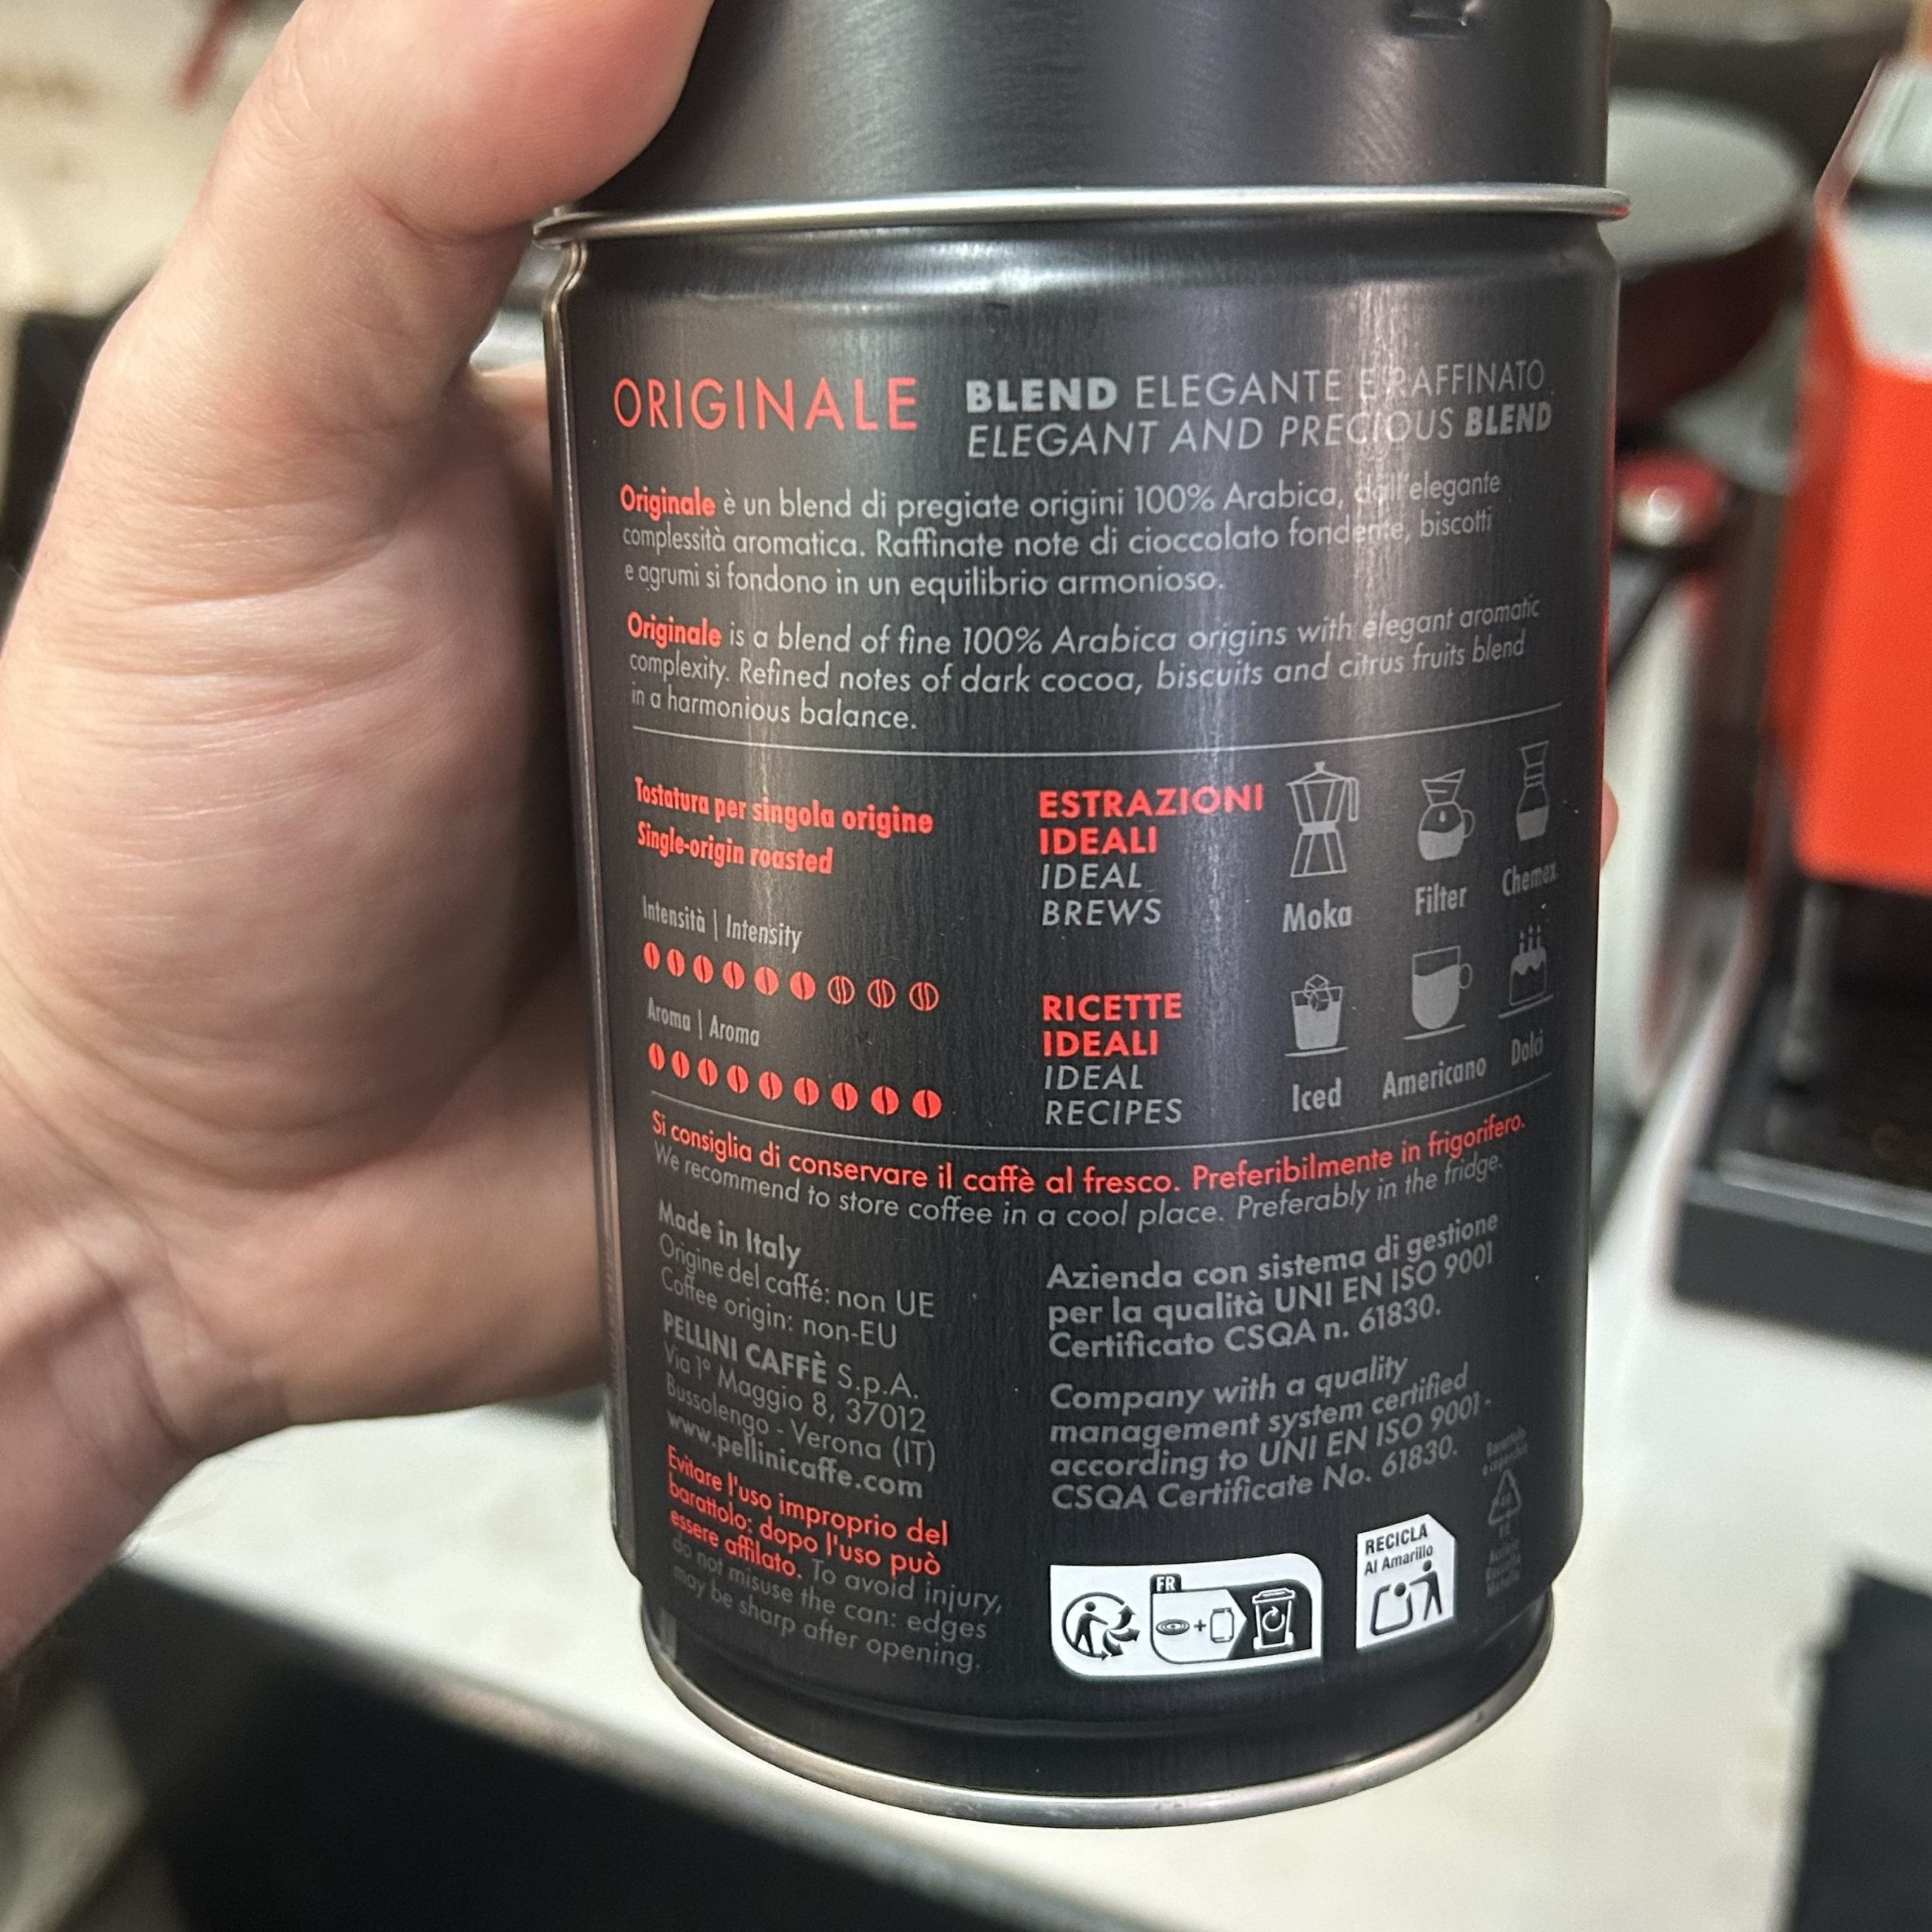 ORIGINALE
BLEND ELEGANTE E RAFFINATO
ELEGANT AND PRECIOUS BLEND
Originale è un blend di pregiate origini 100% Arabica, dall'elegante
complessità aromatica. Raffinate note di cioccolato fondente, biscotti
e agrumi si fondono in un equilibrio armonioso.
Originale is a blend of fine 100% Arabica origins with elegant aromatic
complexity. Refined notes of dark cocoa, biscuits and citrus fruits blend
in a harmonious balance.
Tostatura per singola origine
Single-origin roasted
Intensità | Intensity
Aroma | Aroma
ESTRAZIONI
IDEALI
IDEAL
BREWS
Moka
Filter
Chemex
RICETTE
IDEALI
IDEAL
RECIPES
Iced
Americano
Dolci
Si consiglia di conservare il caffè al fresco. Preferibilmente in frigorifero.
We recommend to store coffee in a cool place. Preferably in the fridge.
Made in Italy
Origine del caffé: non UE
Coffee origin: non-EU
PELLINI CAFFÈ S.p.A.
Via 1° Maggio 8, 37012
Bussolengo - Verona (IT)
www.pellinicaffe.com
Evitare l'uso improprio del
barattolo: dopo l'uso può
essere affilato. To avoid injury,
do not misuse the can: edges
may be sharp after opening.
Azienda con sistema di gestione
per la qualità UNI EN ISO 9001
Certificato CSQA n. 61830.
Company with a quality
management system certified
according to UNI EN ISO 9001 -
CSQA Certificate No. 61830.
FR
RECICLA
Al Amarillo
Barattolo
e coperchio
40
FE